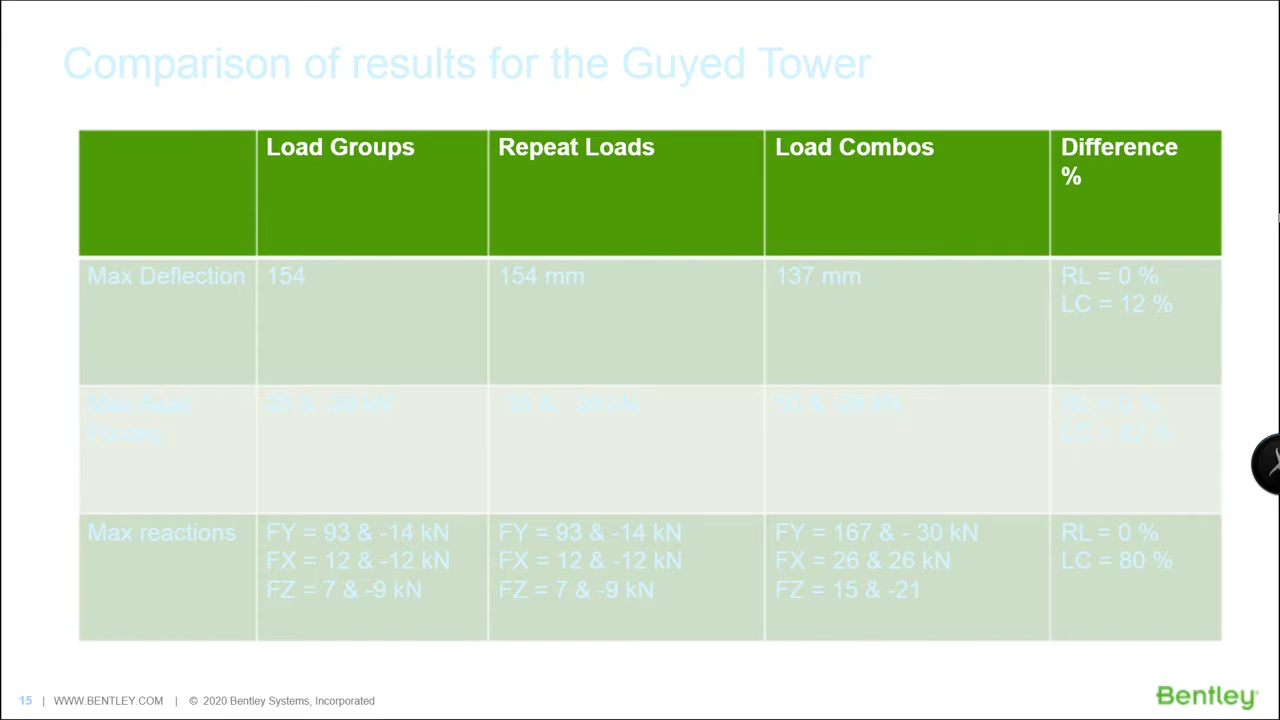 Comparison of results for the Guyed Tower
Load Groups Repeat Loads Load Combos Difference %
Max Deflection 154 154 mm 137 mm RL = 0 %
LC = 12 %
Max Axial
Forces
Max reactions FY = 93 & -14 kN FY = 93 & -14 kN FY = 167 & - 30 kN RL = 0 %
FX = 12 & -12 kN FX = 12 & -12 kN FX = 26 & 26 kN LC = 80 %
FZ = 7 & -9 kN FZ = 7 & -9 kN FZ = 15 & -21
15 | WWW.BENTLEY.COM | © 2020 Bentley Systems, Incorporated
Bentley